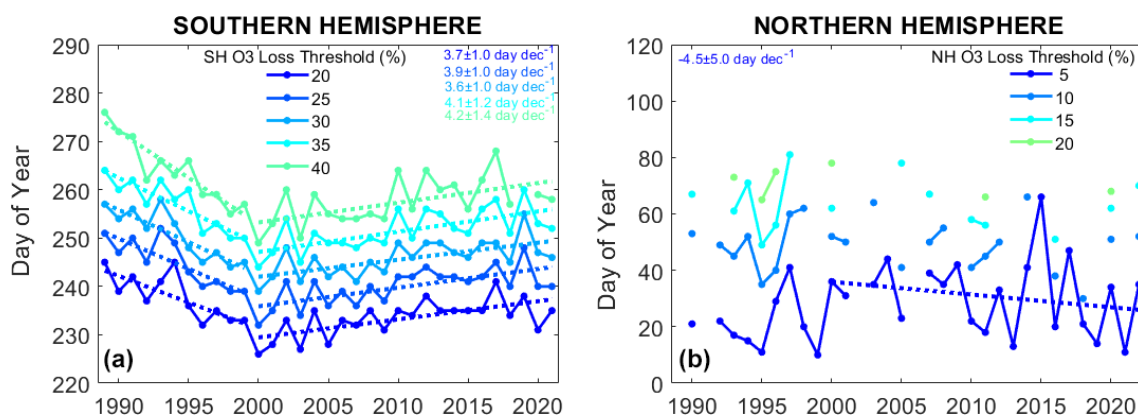 SOUTHERN HEMISPHERE
290
280
270
260
250
240
230
220
Day of Year
SH O3 Loss Threshold (%)
20
25
30
35
40
3.7±1.0 day dec⁻¹
3.9±1.0 day dec⁻¹
3.6±1.0 day dec⁻¹
4.1±1.2 day dec⁻¹
4.2±1.4 day dec⁻¹
(a)
1990 1995 2000 2005 2010 2015 2020
NORTHERN HEMISPHERE
120
100
80
60
40
20
0
Day of Year
-4.5±5.0 day dec⁻¹
NH O3 Loss Threshold (%)
5
10
15
20
(b)
1990 1995 2000 2005 2010 2015 2020